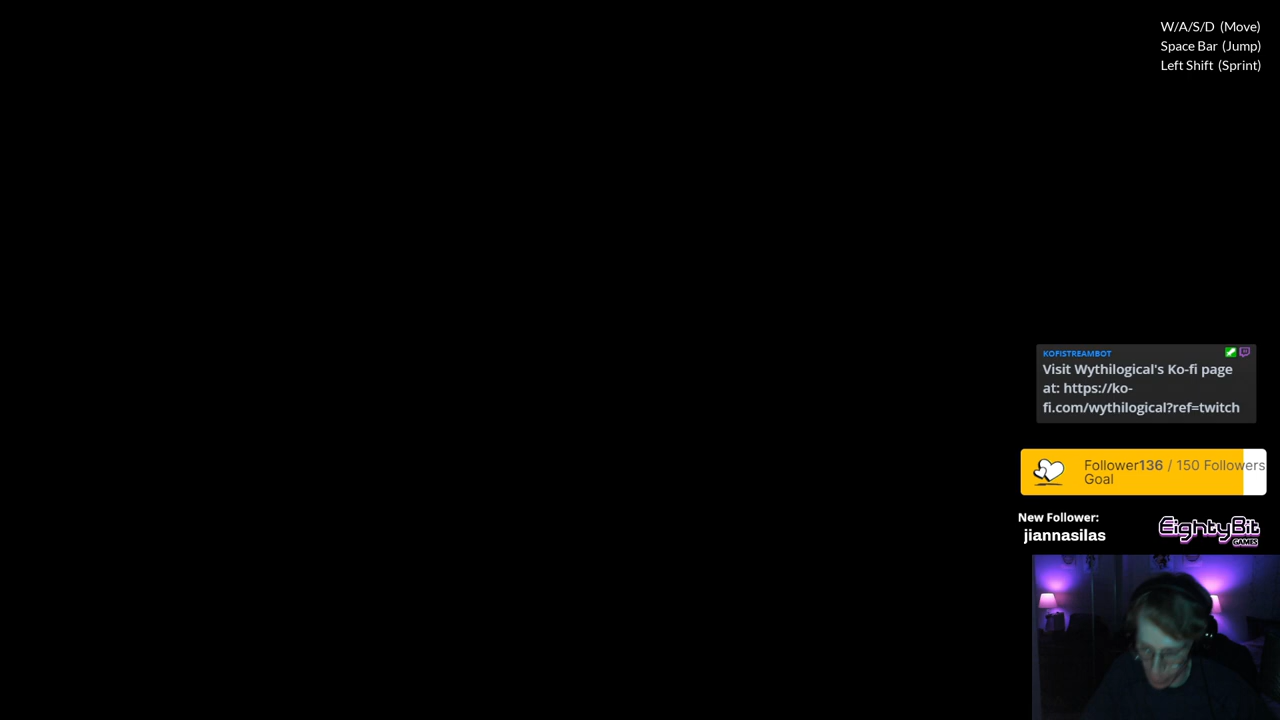 W/A/S/D (Move)
Space Bar (Jump)
Left Shift (Sprint)
KOFISTREAMBOT
Visit Wythilogical's Ko-fi page
at: https://ko-
fi.com/wythilogical?ref=twitch
Follower136 / 150 Followers
Goal
New Follower:
jiannasilas
EightyBit
GAMES